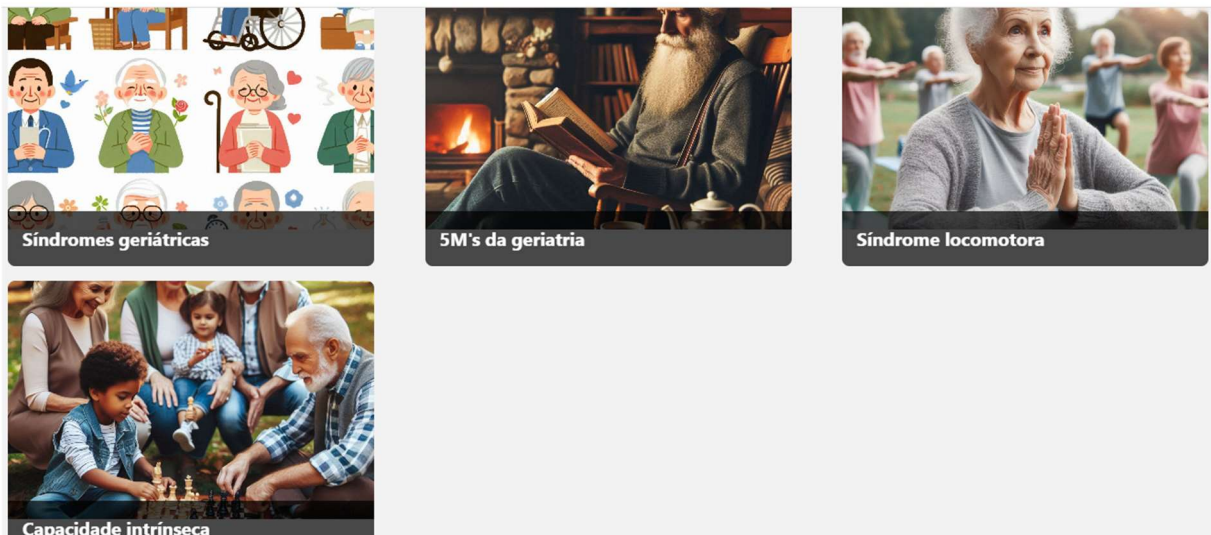 Síndromes geriátricas
5M's da geriatria
Síndrome locomotora
Capacidade intrínseca